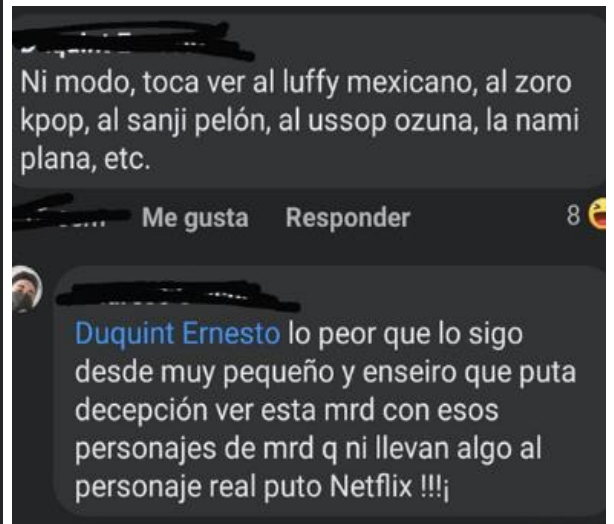 Ni modo, toca ver al luffy mexicano, al zoro
kpop, al sanji pelón, al ussop ozuna, la nami
plana, etc.
Me gusta Responder 8
Duquint Ernesto lo peor que lo sigo
desde muy pequeño y enseiro que puta
decepción ver esta mrd con esos
personajes de mrd q ni llevan algo al
personaje real puto Netflix !!!¡